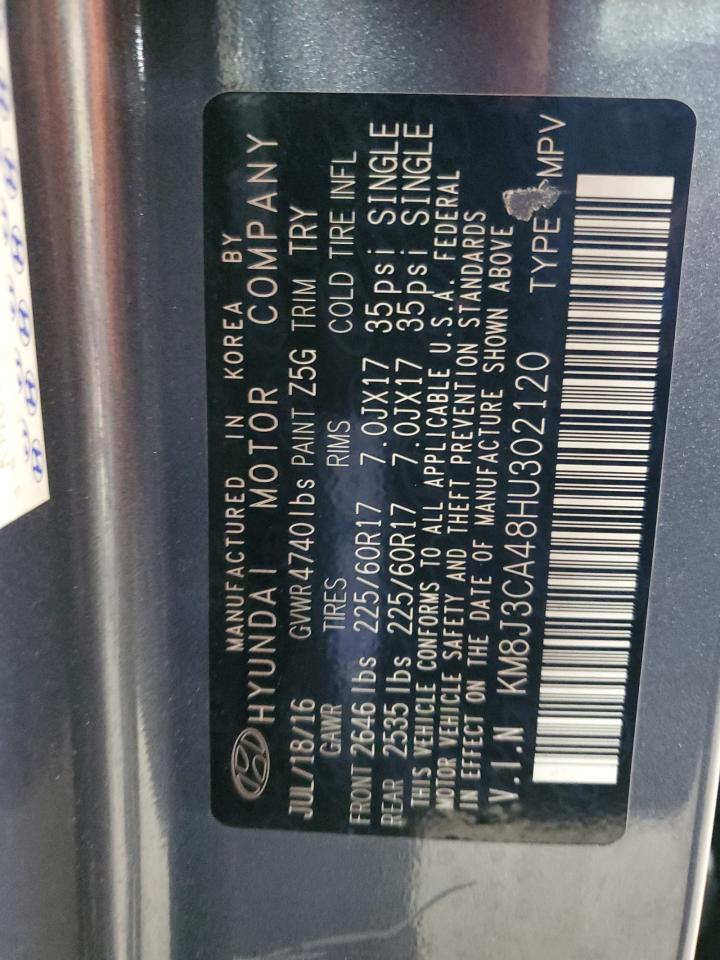 MANUFACTURED IN KOREA BY
HYUNDAI MOTOR COMPANY
JUL/18/16 GVWR 4740 lbs PAINT Z5G TRIM TRY
GAWR TIRES RIMS COLD TIRE INFL
FRONT 2646 lbs 225/60R17 7.0JX17 35psi SINGLE
REAR 2535 lbs 225/60R17 7.0JX17 35psi SINGLE
THIS VEHICLE CONFORMS TO ALL APPLICABLE U.S.A. FEDERAL
MOTOR VEHICLE SAFETY AND THEFT PREVENTION STANDARDS
IN EFFECT ON THE DATE OF MANUFACTURE SHOWN ABOVE
V.I.N KM8J3CA48HU302120 TYPE MPV